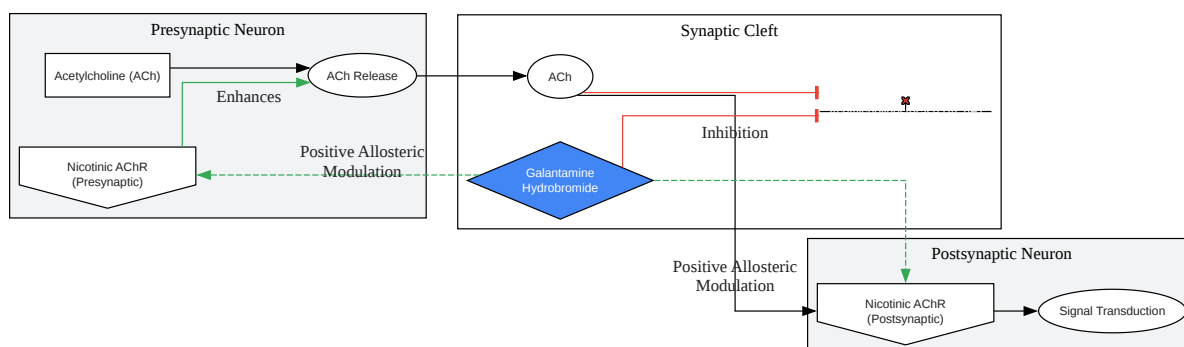 Presynaptic Neuron
Synaptic Cleft
Acetylcholine (ACh)
ACh Release
ACh
Enhances
Inhibition
Nicotinic AChR
(Presynaptic)
Positive Allosteric
Modulation
Galantamine
Hydrobromide
Postsynaptic Neuron
Positive Allosteric
Modulation
Nicotinic AChR
(Postsynaptic)
Signal Transduction